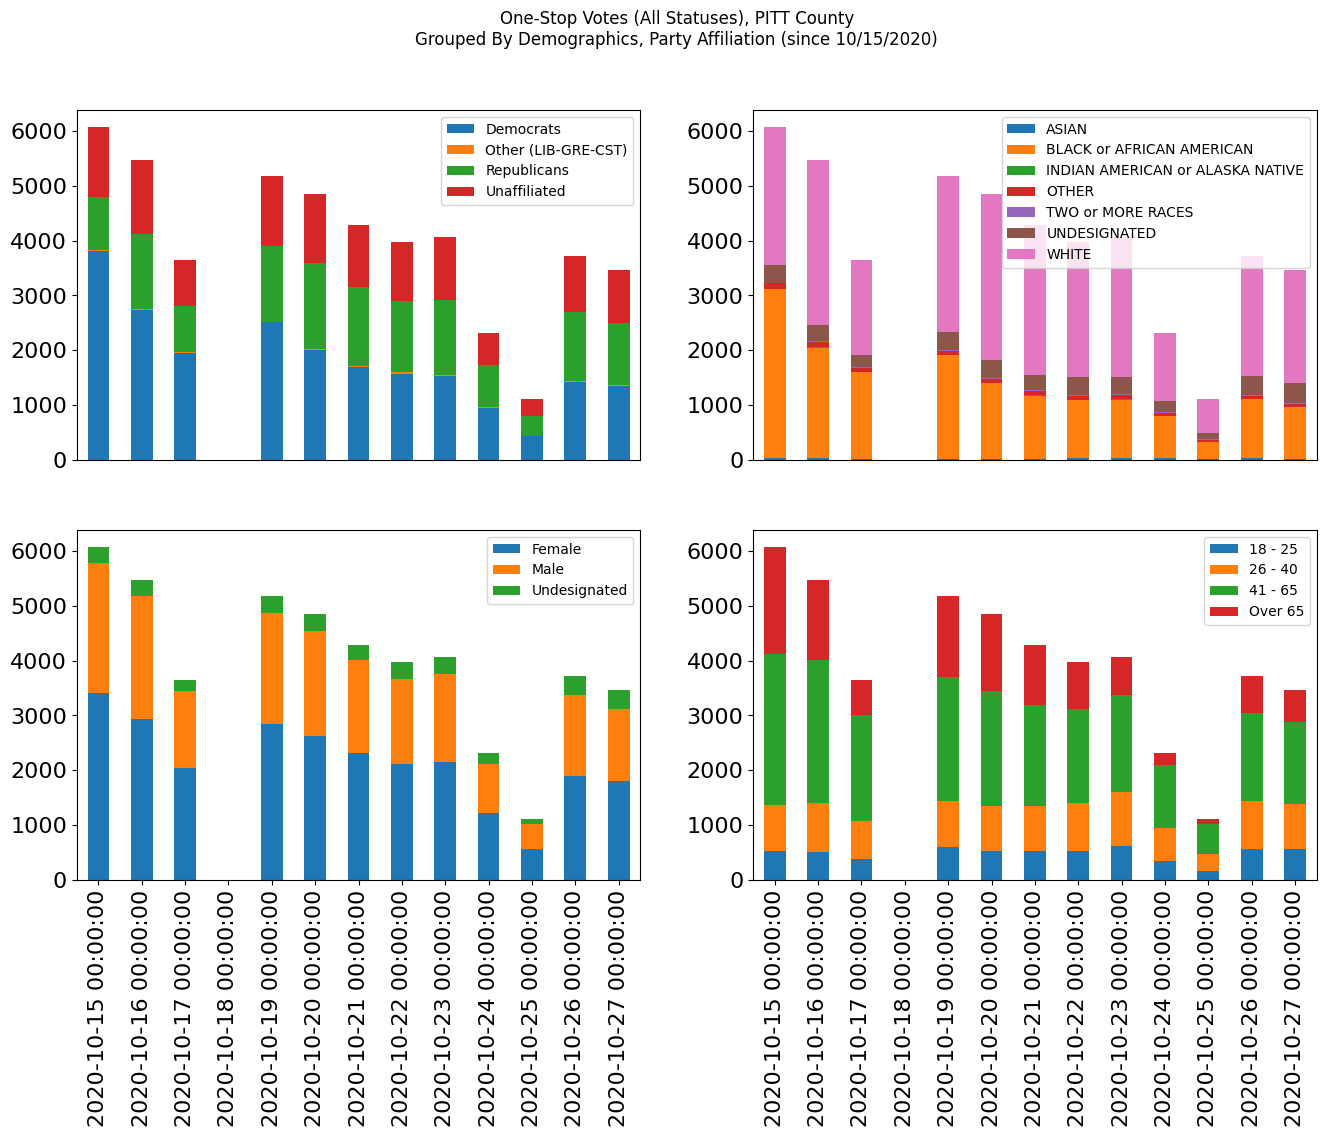 One-Stop Votes (All Statuses), PITT County
Grouped By Demographics, Party Affiliation (since 10/15/2020)
6000
5000
4000
3000
2000
1000
0
Democrats
Other (LIB-GRE-CST)
Republicans
Unaffiliated
6000
5000
4000
3000
2000
1000
0
ASIAN
BLACK or AFRICAN AMERICAN
INDIAN AMERICAN or ALASKA NATIVE
OTHER
TWO or MORE RACES
UNDESIGNATED
WHITE
6000
5000
4000
3000
2000
1000
0
Female
Male
Undesignated
2020-10-15 00:00:00
2020-10-16 00:00:00
2020-10-17 00:00:00
2020-10-18 00:00:00
2020-10-19 00:00:00
2020-10-20 00:00:00
2020-10-21 00:00:00
2020-10-22 00:00:00
2020-10-23 00:00:00
2020-10-24 00:00:00
2020-10-25 00:00:00
2020-10-26 00:00:00
2020-10-27 00:00:00
6000
5000
4000
3000
2000
1000
0
18 - 25
26 - 40
41 - 65
Over 65
2020-10-15 00:00:00
2020-10-16 00:00:00
2020-10-17 00:00:00
2020-10-18 00:00:00
2020-10-19 00:00:00
2020-10-20 00:00:00
2020-10-21 00:00:00
2020-10-22 00:00:00
2020-10-23 00:00:00
2020-10-24 00:00:00
2020-10-25 00:00:00
2020-10-26 00:00:00
2020-10-27 00:00:00